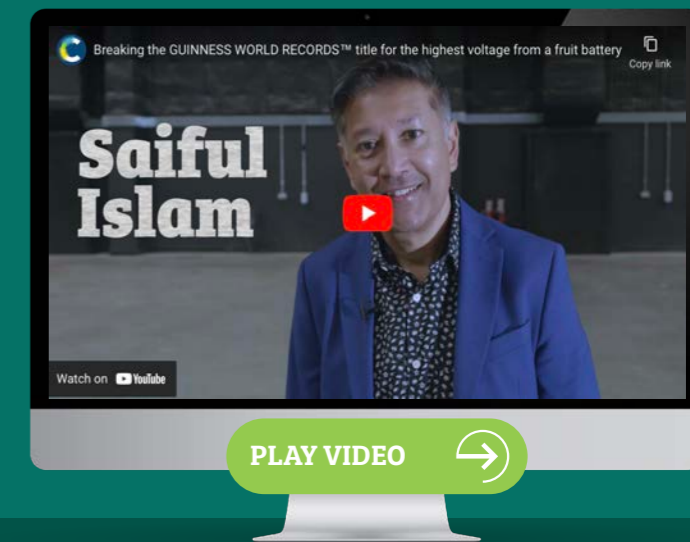 Breaking the GUINNESS WORLD RECORDS™ title for the highest voltage from a fruit battery
Copy link
Saiful
Islam
Watch on YouTube
PLAY VIDEO